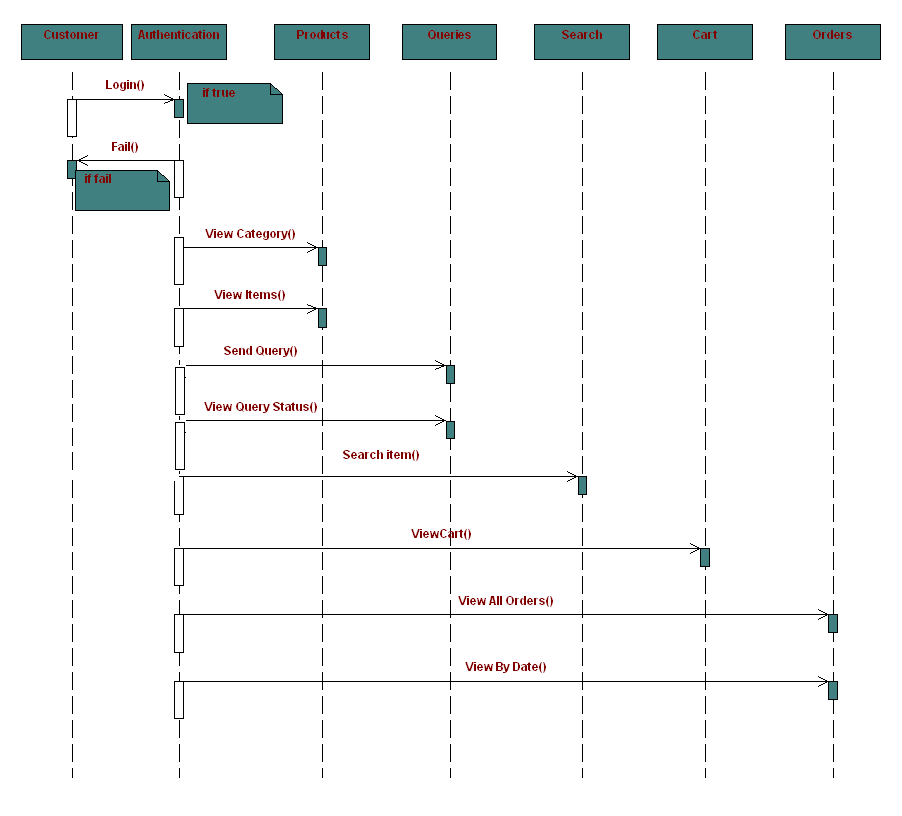 Customer
Authentication
Products
Queries
Search
Cart
Orders
Login()
if true
Fail()
if fail
View Category()
View Items()
Send Query()
View Query Status()
Search item()
ViewCart()
View All Orders()
View By Date()